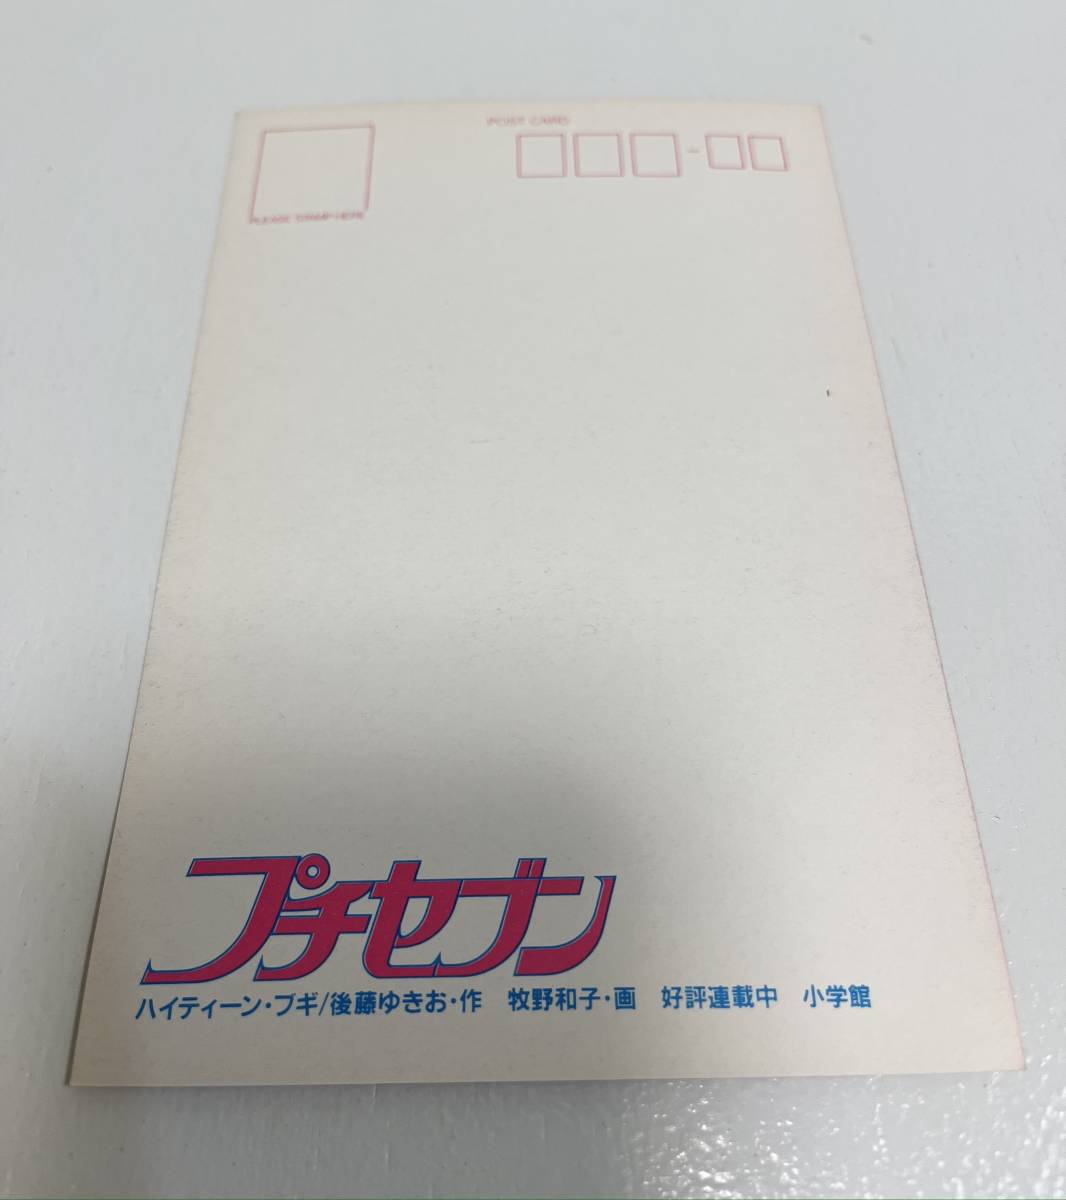 POST CARD
PLEASE STAMP HERE
プチセブン
ハイティーン・ブギ/後藤ゆきお・作 牧野和子・画 好評連載中 小学館